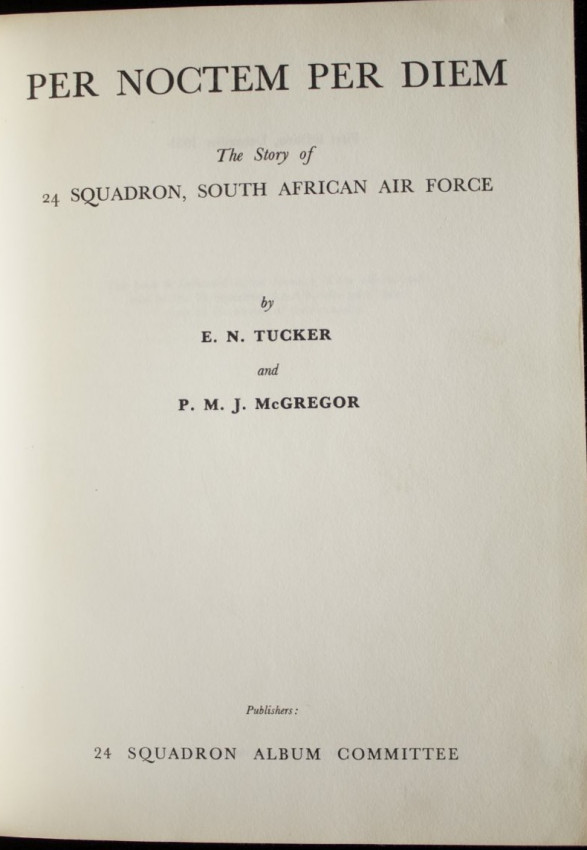 PER NOCTEM PER DIEM
The Story of
24 SQUADRON, SOUTH AFRICAN AIR FORCE
by
E. N. TUCKER
and
P. M. J. McGREGOR
Publishers:
24 SQUADRON ALBUM COMMITTEE